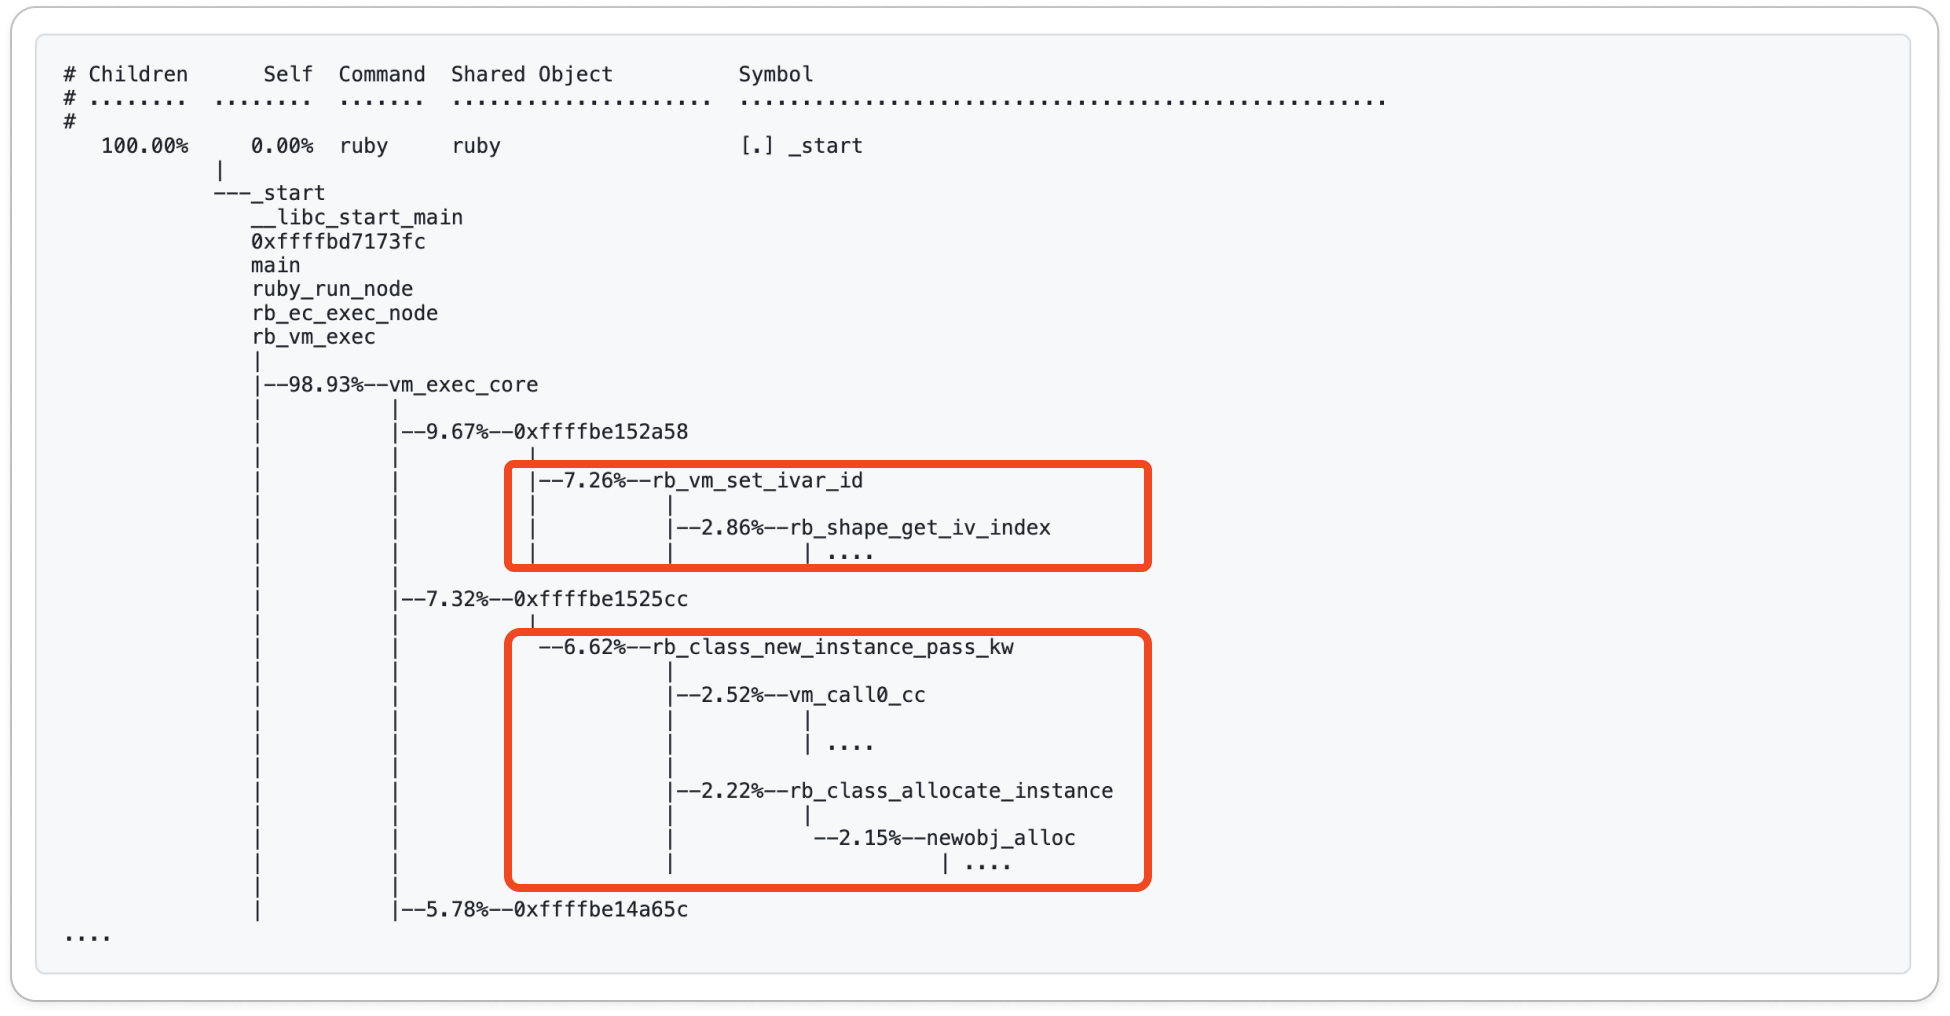 # Children      Self  Command  Shared Object          Symbol
# ........  ........  .......  .....................  ....................................................
#
   100.00%     0.00%  ruby     ruby                   [.] _start
            |
            ---_start
               __libc_start_main
               0xffffbd7173fc
               main
               ruby_run_node
               rb_ec_exec_node
               rb_vm_exec
               |
               |--98.93%--vm_exec_core
               |          |
               |          |--9.67%--0xffffbe152a58
               |          |          |
               |          |          |--7.26%--rb_vm_set_ivar_id
               |          |          |          |
               |          |          |          |--2.86%--rb_shape_get_iv_index
               |          |          |          |          | ....
               |          |
               |          |--7.32%--0xffffbe1525cc
               |          |          |
               |          |           --6.62%--rb_class_new_instance_pass_kw
               |          |                     |
               |          |                     |--2.52%--vm_call0_cc
               |          |                     |          |
               |          |                     |          | ....
               |          |                     |
               |          |                     |--2.22%--rb_class_allocate_instance
               |          |                     |          |
               |          |                     |           --2.15%--newobj_alloc
               |          |                     |                     | ....
               |          |
               |          |--5.78%--0xffffbe14a65c
....